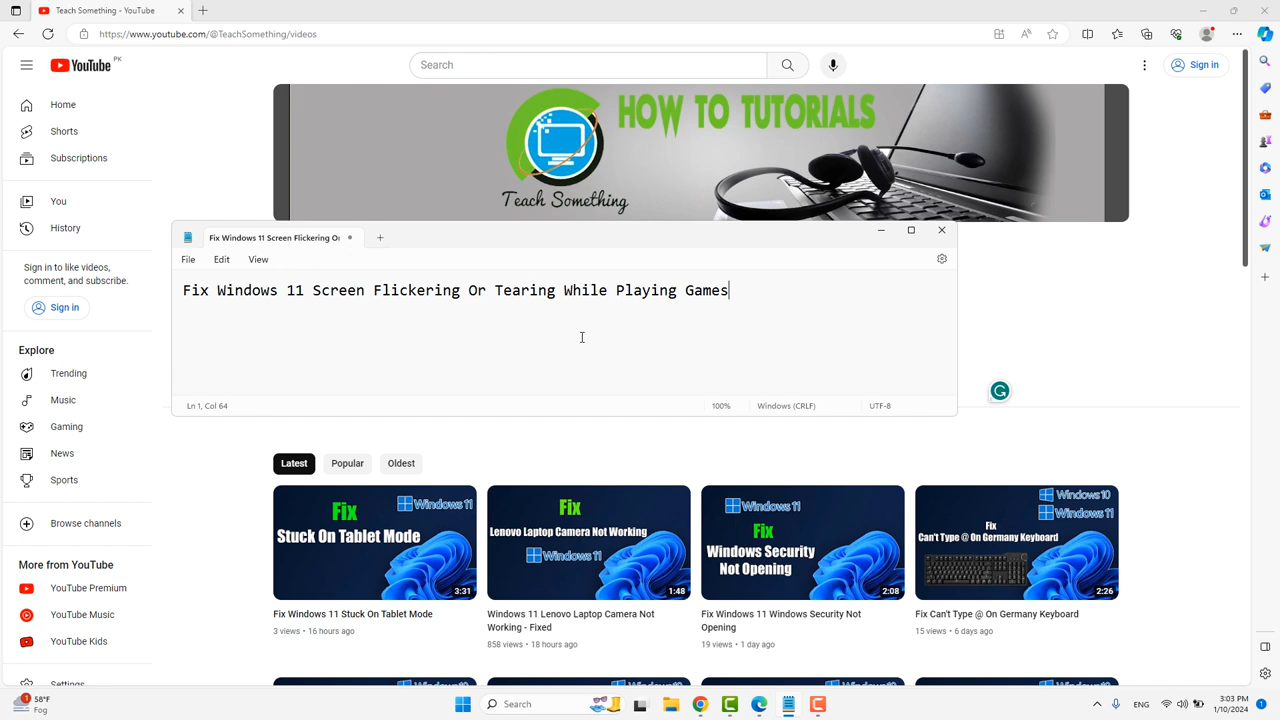 Teach Something - YouTube
https://www.youtube.com/@TeachSomething/videos
YouTube PK
Search
Sign in
Home
Shorts
Subscriptions
You
History
Sign in to like videos,
comment, and subscribe.
Sign in
Explore
Trending
Music
Gaming
News
Sports
Browse channels
More from YouTube
YouTube Premium
YouTube Music
YouTube Kids
Settings
HOW TO TUTORIALS
Teach Something
Fix Windows 11 Screen Flickering Or
File Edit View
Fix Windows 11 Screen Flickering Or Tearing While Playing Games
Ln 1, Col 64
100%
Windows (CRLF)
UTF-8
Latest
Popular
Oldest
Fix
Windows 11
Stuck On Tablet Mode
3:31
Fix Windows 11 Stuck On Tablet Mode
3 views • 16 hours ago
Fix
Lenovo Laptop Camera Not Working
Windows 11
1:48
Windows 11 Lenovo Laptop Camera Not
Working - Fixed
858 views • 18 hours ago
Windows 11
Fix
Windows Security
Not Opening
2:08
Fix Windows 11 Windows Security Not
Opening
19 views • 1 day ago
Windows 10
Windows 11
Fix
Can't Type @ On Germany Keyboard
2:26
Fix Can't Type @ On Germany Keyboard
15 views • 6 days ago
1
58°F
Fog
Search
ENG
3:03 PM
1/10/2024
1